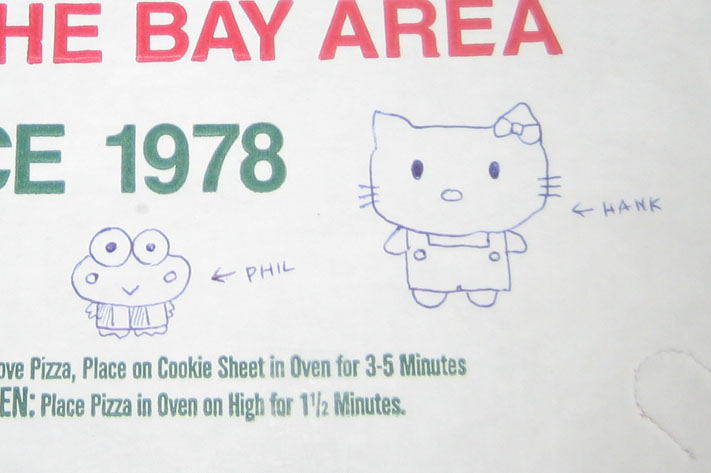 HE BAY AREA
CE 1978
← HANK
← PHIL
ove Pizza, Place on Cookie Sheet in Oven for 3-5 Minutes
EN: Place Pizza in Oven on High for 1½ Minutes.